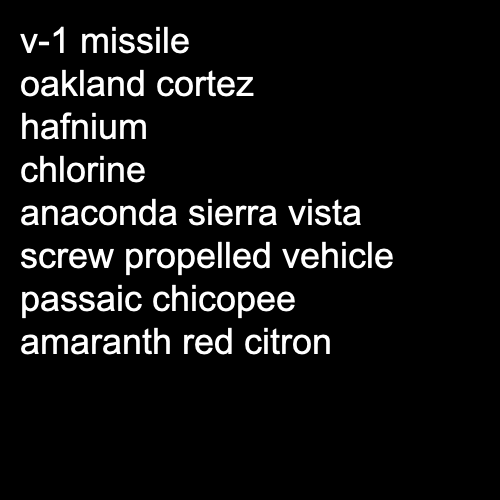 v-1 missile
oakland cortez
hafnium
chlorine
anaconda sierra vista
screw propelled vehicle
passaic chicopee
amaranth red citron